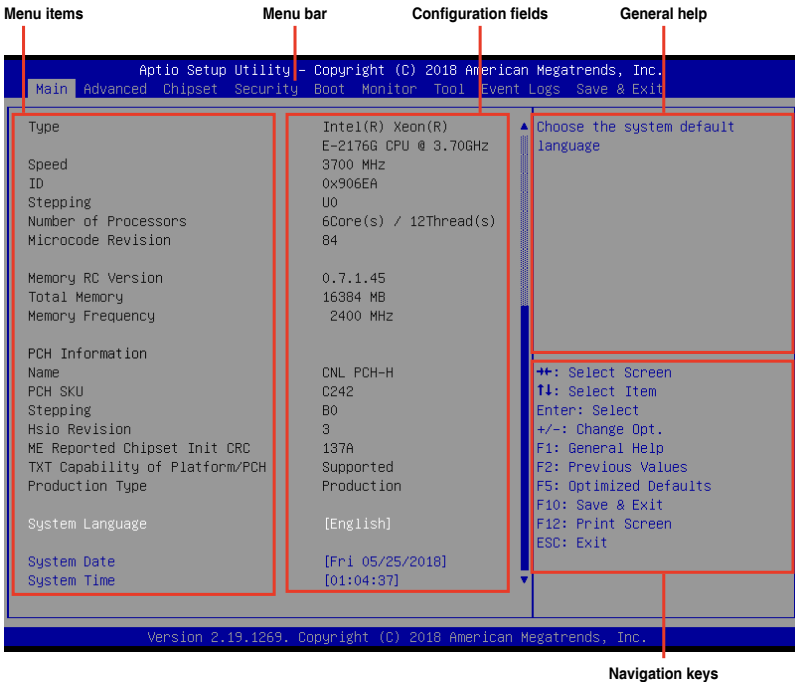 Menu items Menu bar Configuration fields General help
Aptio Setup Utility – Copyright (C) 2018 American Megatrends, Inc.
Main Advanced Chipset Security Boot Monitor Tool Event Logs Save & Exit
Type Intel(R) Xeon(R)
E-2176G CPU @ 3.70GHz
Speed 3700 MHz
ID 0x906EA
Stepping U0
Number of Processors 6Core(s) / 12Thread(s)
Microcode Revision 84
Memory RC Version 0.7.1.45
Total Memory 16384 MB
Memory Frequency 2400 MHz
PCH Information
Name CNL PCH-H
PCH SKU C242
Stepping B0
Hsio Revision 3
ME Reported Chipset Init CRC 137A
TXT Capability of Platform/PCH Supported
Production Type Production
System Language [English]
System Date [Fri 05/25/2018]
System Time [01:04:37]
Choose the system default
language
→←: Select Screen
↑↓: Select Item
Enter: Select
+/-: Change Opt.
F1: General Help
F2: Previous Values
F5: Optimized Defaults
F10: Save & Exit
F12: Print Screen
ESC: Exit
Version 2.19.1269. Copyright (C) 2018 American Megatrends, Inc.
Navigation keys